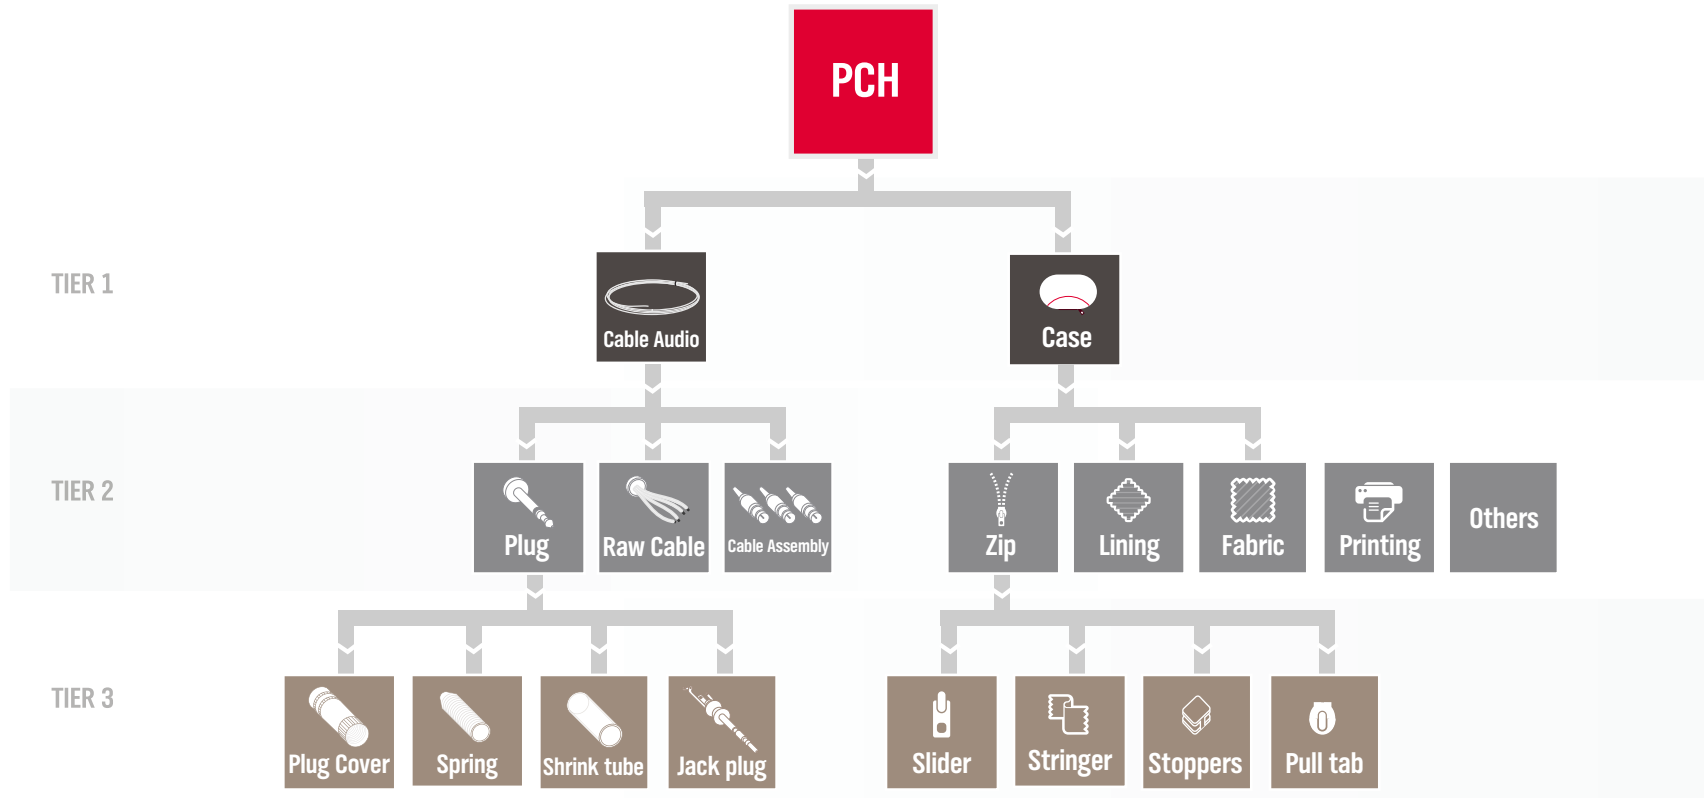 PCH
TIER 1
Cable Audio
Case
TIER 2
Plug
Raw Cable
Cable Assembly
Zip
Lining
Fabric
Printing
Others
TIER 3
Plug Cover
Spring
Shrink tube
Jack plug
Slider
Stringer
Stoppers
Pull tab